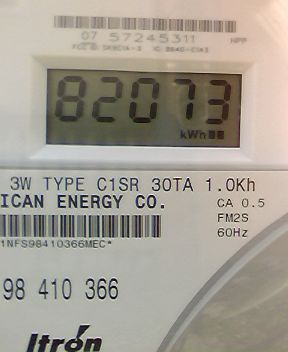 07 57245311
HPP
82073
kWh
3W TYPE C1SR 30TA 1.0Kh
ICAN ENERGY CO.
CA 0.5
FM2S
60Hz
1NFS98410366MEC*
98 410 366
Itron